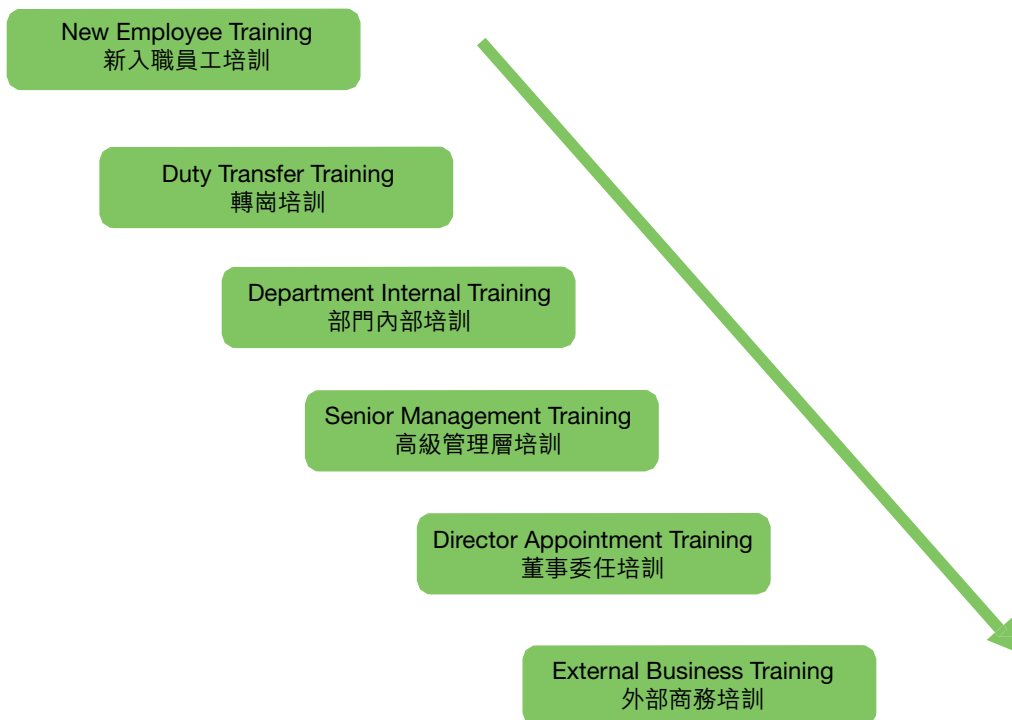 New Employee Training
新入職員工培訓
Duty Transfer Training
轉崗培訓
Department Internal Training
部門內部培訓
Senior Management Training
高級管理層培訓
Director Appointment Training
董事委任培訓
External Business Training
外部商務培訓